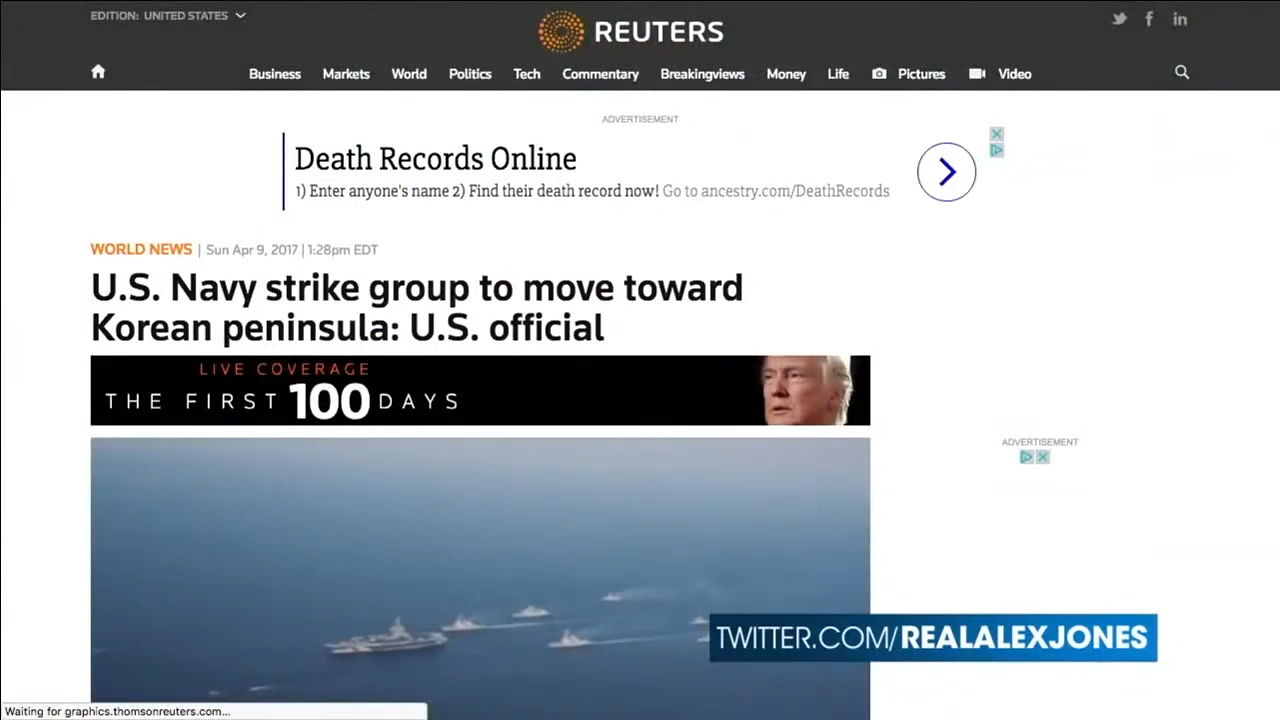 EDITION: UNITED STATES
REUTERS
Business Markets World Politics Tech Commentary Breakingviews Money Life Pictures Video
ADVERTISEMENT
Death Records Online
1) Enter anyone's name 2) Find their death record now! Go to ancestry.com/DeathRecords
WORLD NEWS | Sun Apr 9, 2017 | 1:28pm EDT
U.S. Navy strike group to move toward
Korean peninsula: U.S. official
LIVE COVERAGE
THE FIRST 100 DAYS
ADVERTISEMENT
TWITTER.COM/REALALEXJONES
Waiting for graphics.thomsonreuters.com...